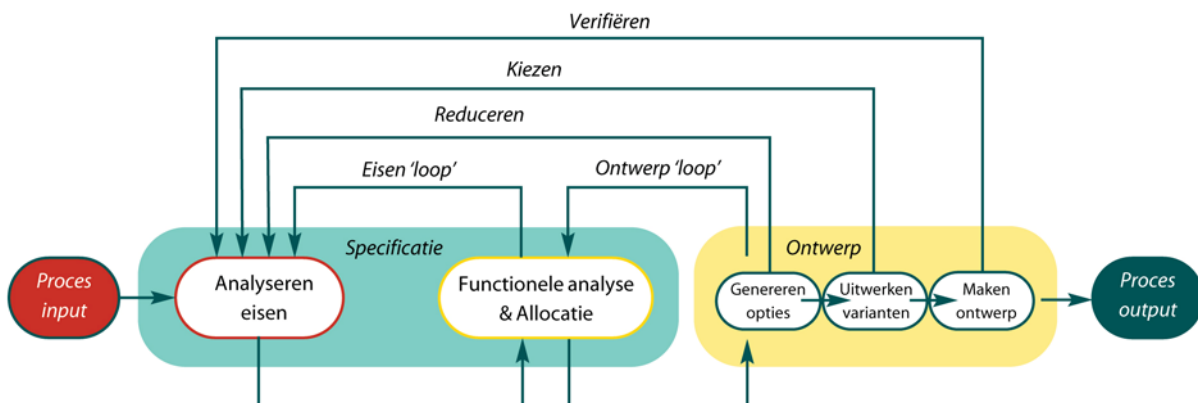 Verifiëren
Kiezen
Reduceren
Eisen ‘loop’
Ontwerp ‘loop’
Specificatie
Ontwerp
Proces
input
Analyseren
eisen
Functionele analyse
& Allocatie
Genereren
opties
Uitwerken
varianten
Maken
ontwerp
Proces
output